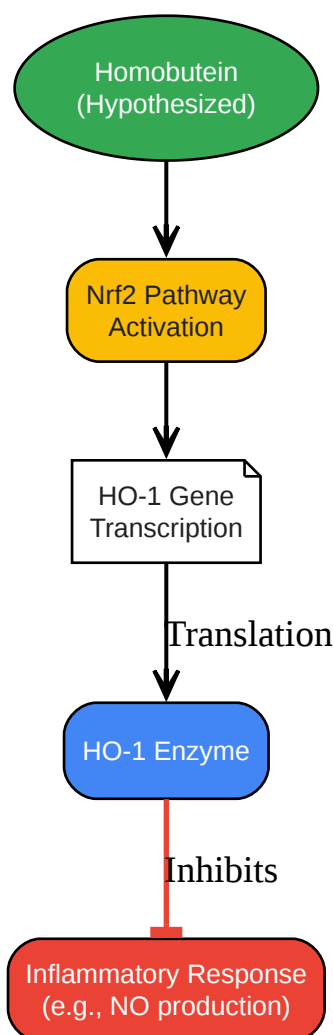 Homobutein
(Hypothesized)
Nrf2 Pathway
Activation
HO-1 Gene
Transcription
Translation
HO-1 Enzyme
Inhibits
Inflammatory Response
(e.g., NO production)